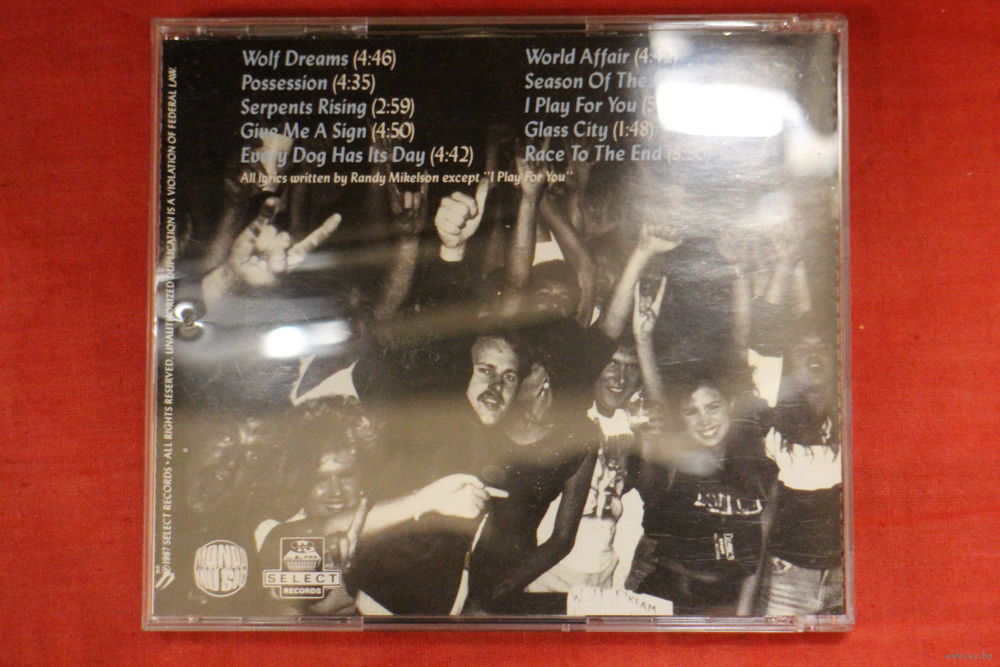 Wolf Dreams (4:46)
Possession (4:35)
Serpents Rising (2:59)
Give Me A Sign (4:50)
Every Dog Has Its Day (4:42)
World Affair
Season Of The
I Play For You
Glass City (1:48)
Race To The End
All lyrics written by Randy Mikelson except "I Play For You"
©1987 SELECT RECORDS • ALL RIGHTS RESERVED. UNAUTHORIZED DUPLICATION IS A VIOLATION OF FEDERAL LAW.
SELECT
RECORDS
www.ay.by